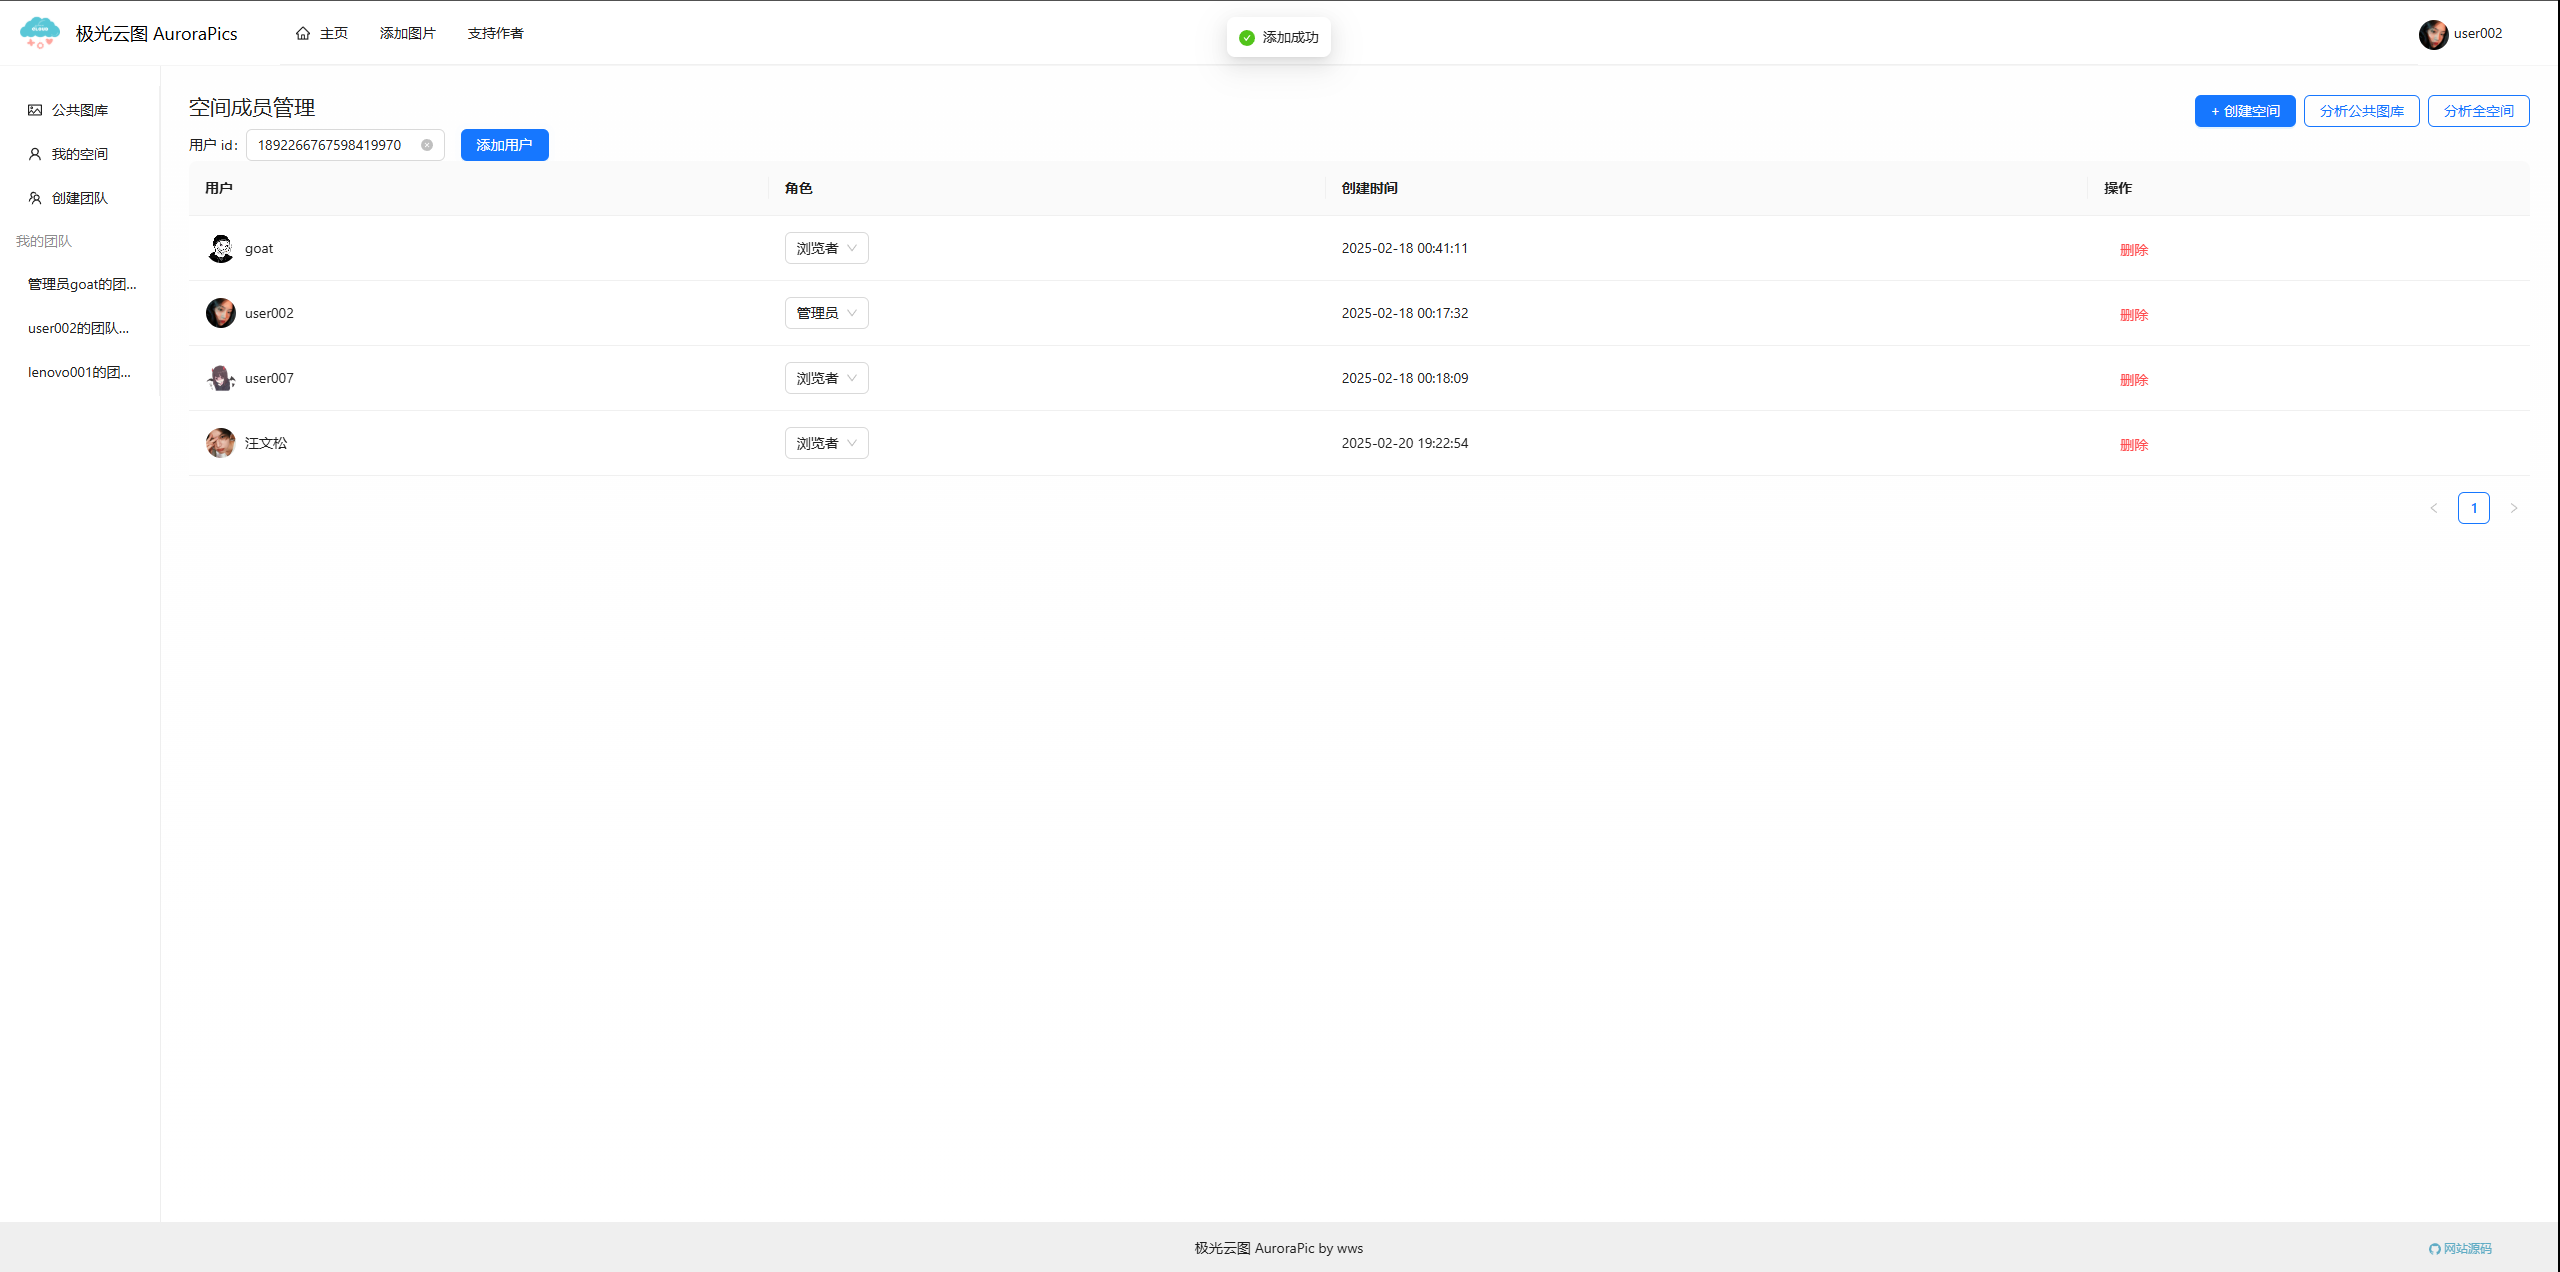 极光云图 AuroraPics
主页
添加图片
支持作者
添加成功
user002
公共图库
我的空间
创建团队
我的团队
管理员goat的团...
user002的团队...
lenovo001的团...
空间成员管理
+ 创建空间
分析公共图库
分析全空间
用户 id: 1892266767598419970 添加用户
用户 角色 创建时间 操作
goat 浏览者 2025-02-18 00:41:11 删除
user002 管理员 2025-02-18 00:17:32 删除
user007 浏览者 2025-02-18 00:18:09 删除
汪文松 浏览者 2025-02-20 19:22:54 删除
1
极光云图 AuroraPic by wws
网站源码